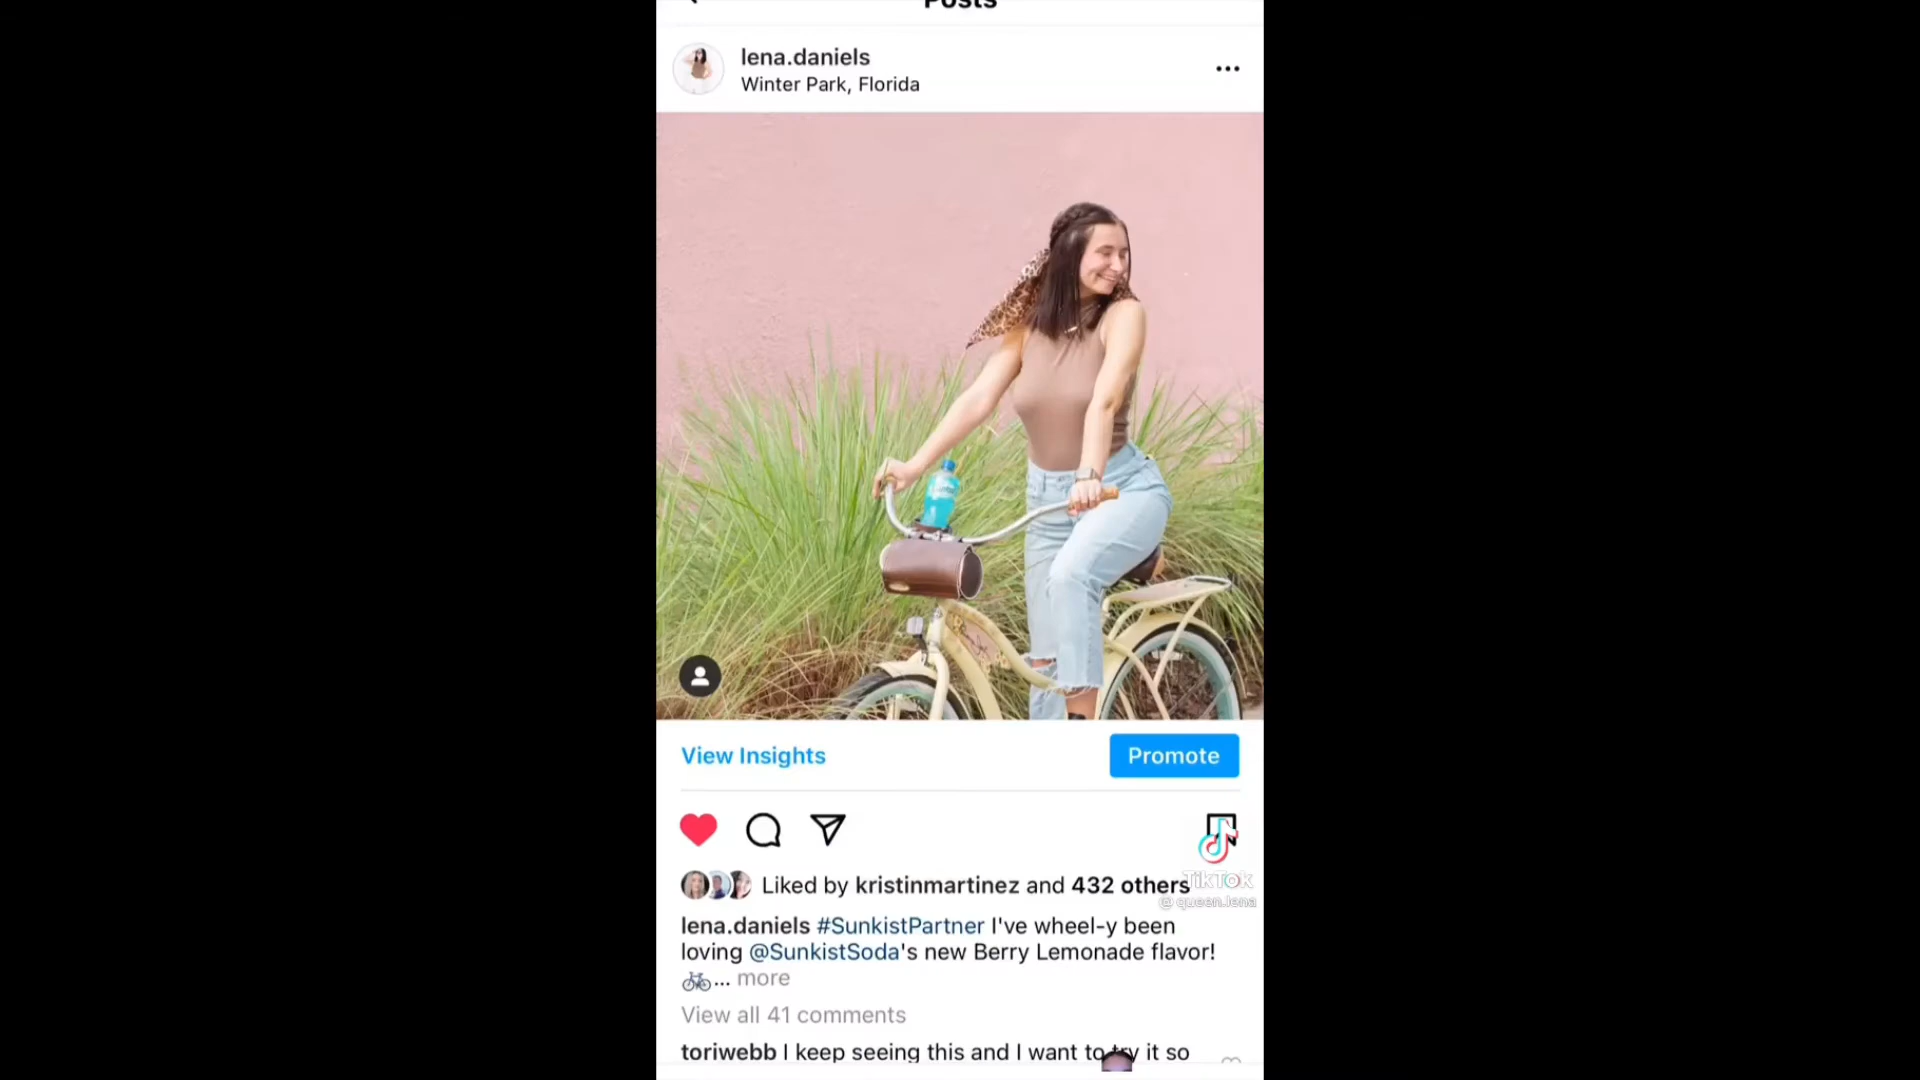 Posts
lena.daniels
Winter Park, Florida
View Insights
Promote
Liked by kristinmartinez and 432 others
TikTok
@queen.lena
lena.daniels #SunkistPartner I've wheel-y been
loving @SunkistSoda's new Berry Lemonade flavor!
... more
View all 41 comments
toriwebb I keep seeing this and I want to try it so